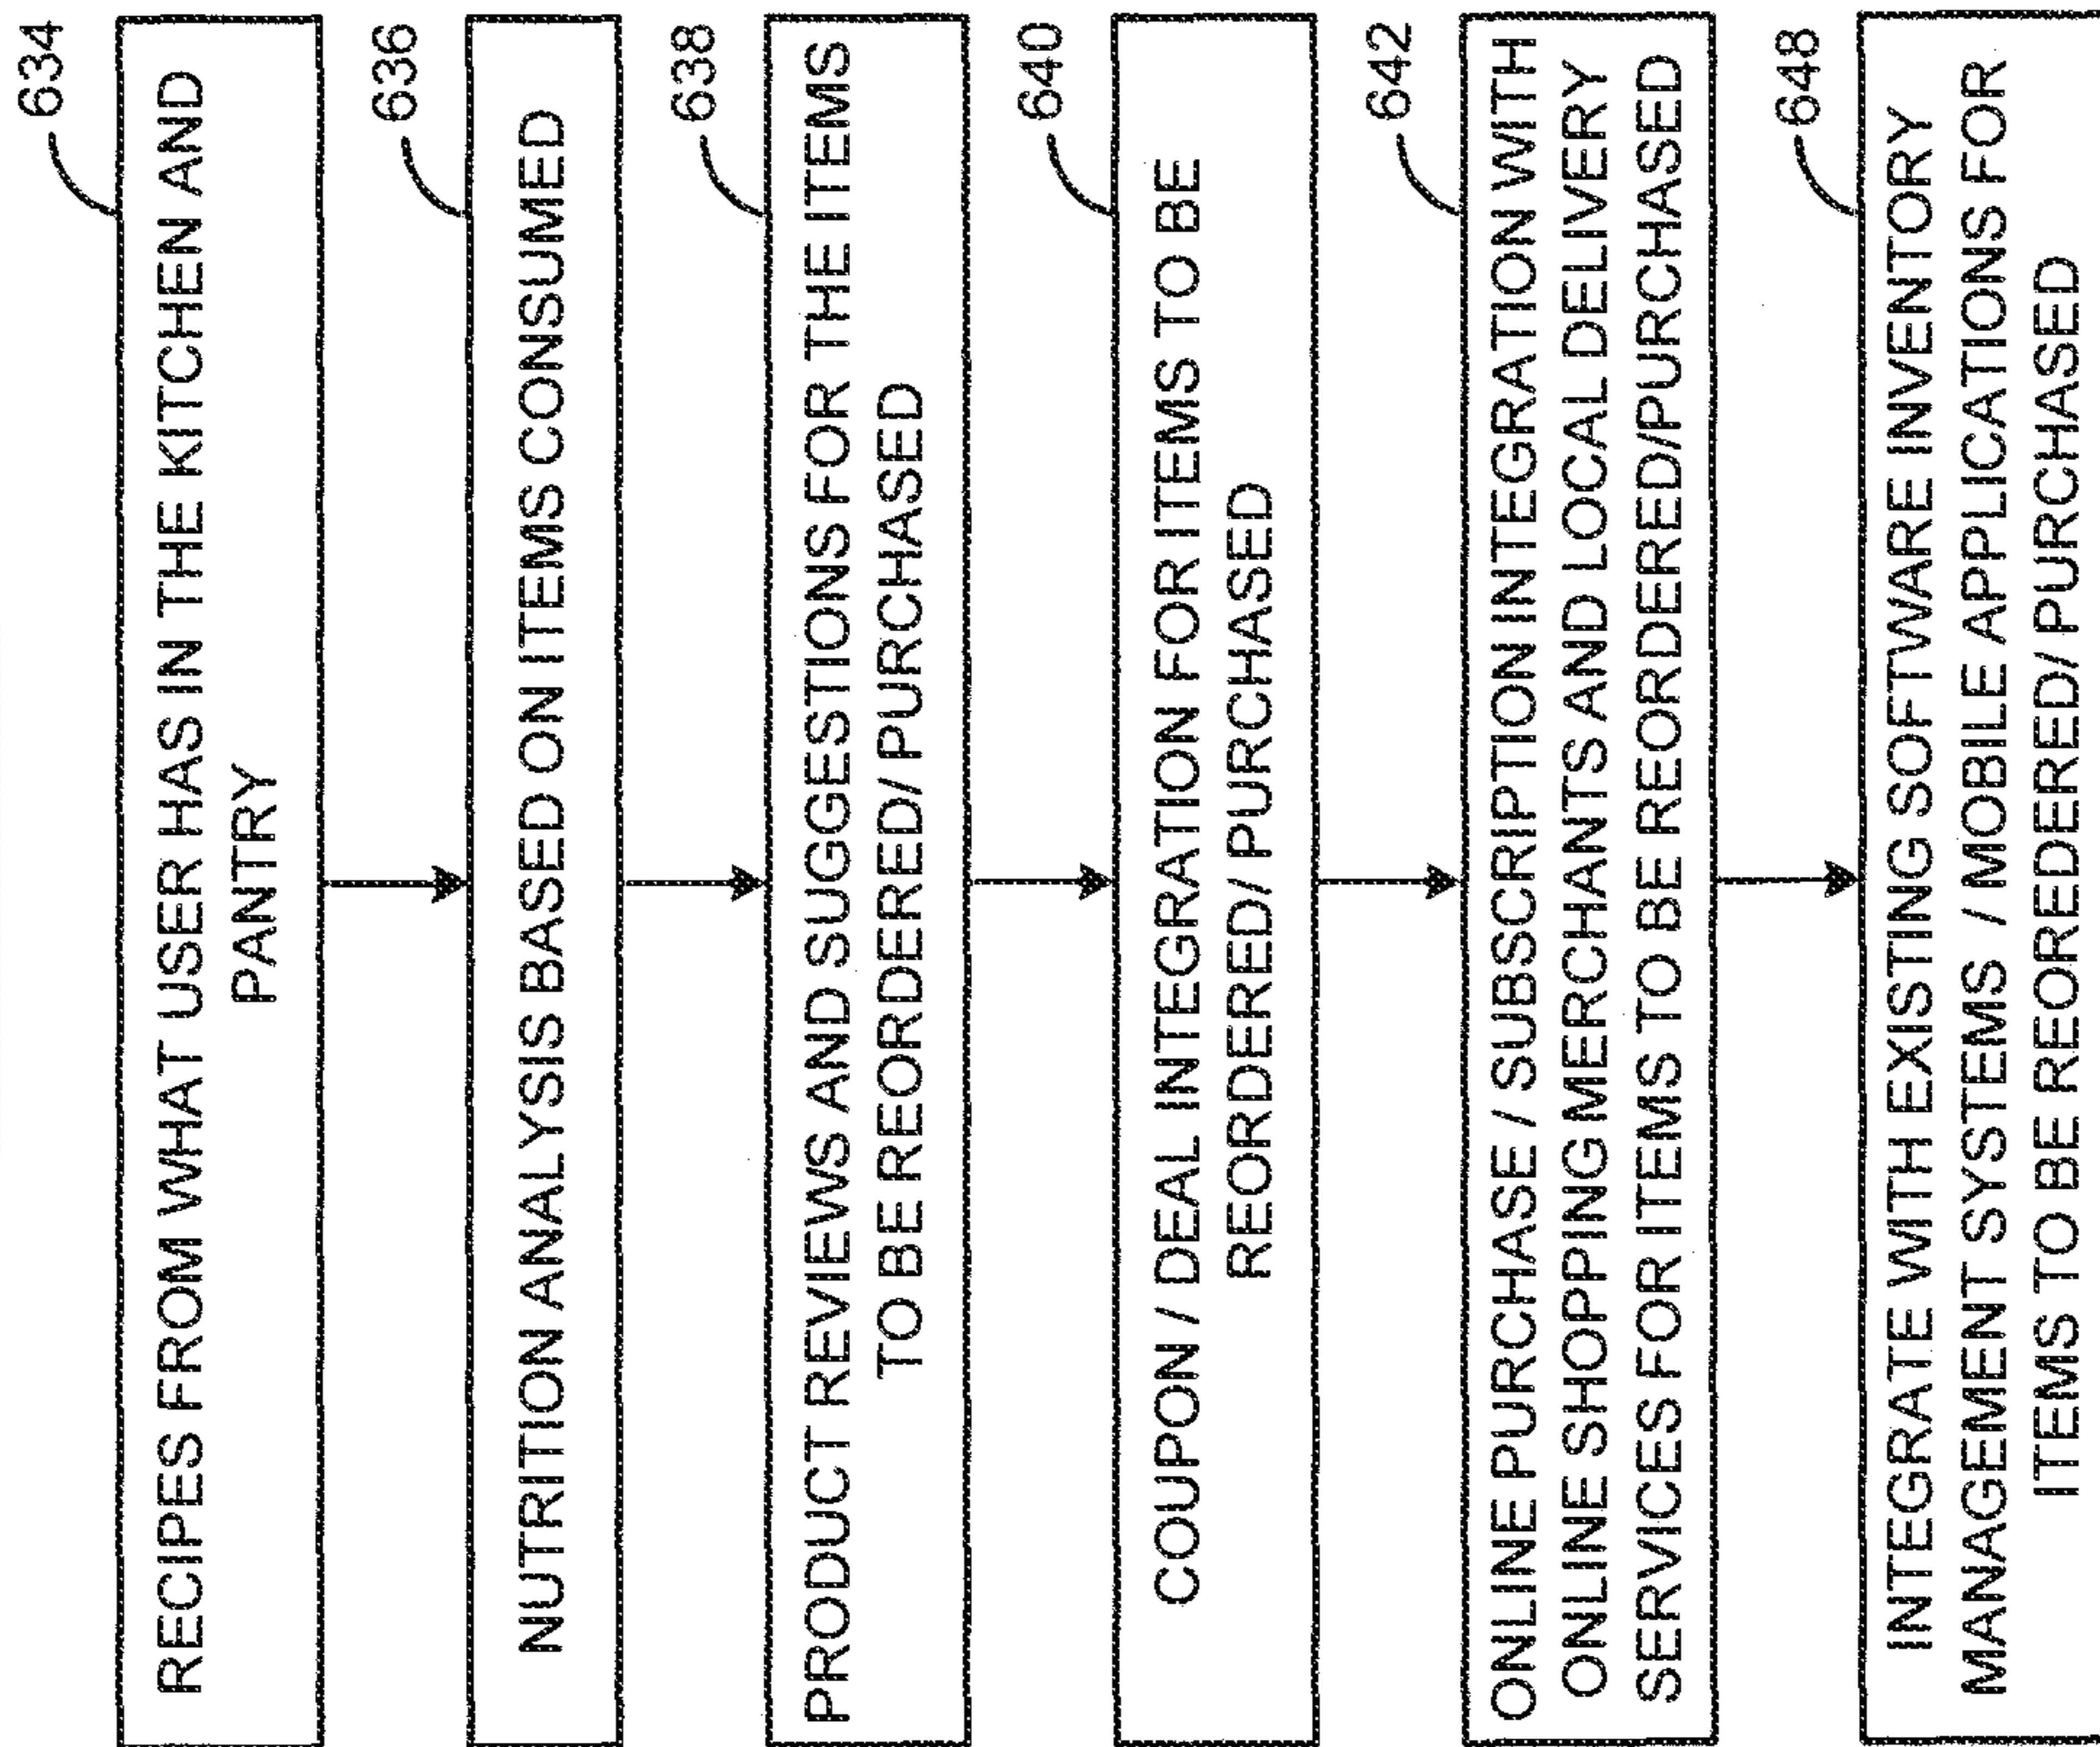 634
RECIPES FROM WHAT USER HAS IN THE KITCHEN AND
PANTRY
636
NUTRITION ANALYSIS BASED ON ITEMS CONSUMED
638
PRODUCT REVIEWS AND SUGGESTIONS FOR THE ITEMS
TO BE REORDERED/ PURCHASED
640
COUPON / DEAL INTEGRATION FOR ITEMS TO BE
REORDERED/ PURCHASED
642
ONLINE PURCHASE / SUBSCRIPTION INTEGRATION WITH
ONLINE SHOPPING MERCHANTS AND LOCAL DELIVERY
SERVICES FOR ITEMS TO BE REORDERED/PURCHASED
648
INTEGRATE WITH EXISTING SOFTWARE INVENTORY
MANAGEMENT SYSTEMS / MOBILE APPLICATIONS FOR
ITEMS TO BE REORDERED/ PURCHASED